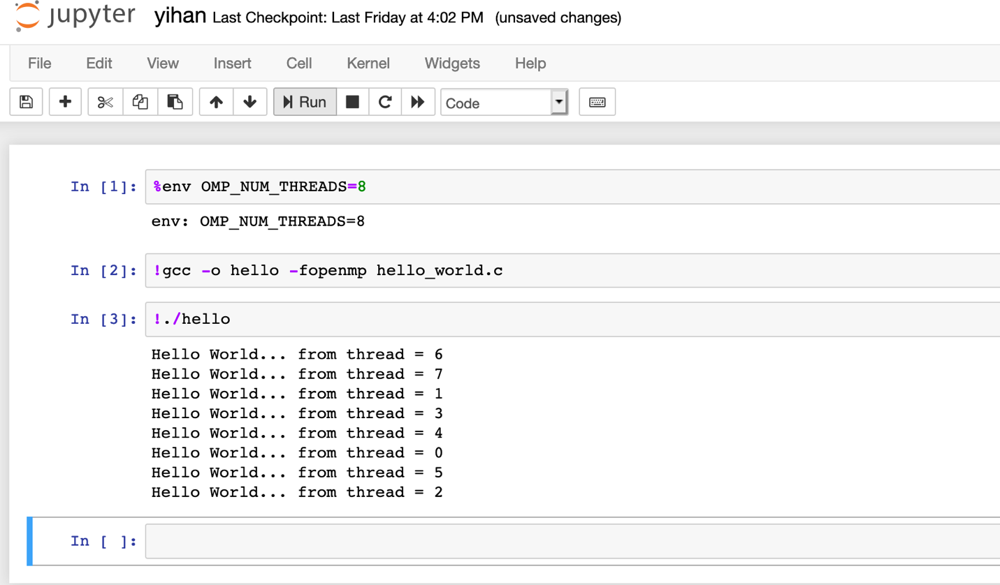 jupyter yihan Last Checkpoint: Last Friday at 4:02 PM (unsaved changes)
File Edit View Insert Cell Kernel Widgets Help
Run Code
In [1]: %env OMP_NUM_THREADS=8
env: OMP_NUM_THREADS=8
In [2]: !gcc -o hello -fopenmp hello_world.c
In [3]: !./hello
Hello World... from thread = 6
Hello World... from thread = 7
Hello World... from thread = 1
Hello World... from thread = 3
Hello World... from thread = 4
Hello World... from thread = 0
Hello World... from thread = 5
Hello World... from thread = 2
In [ ]: